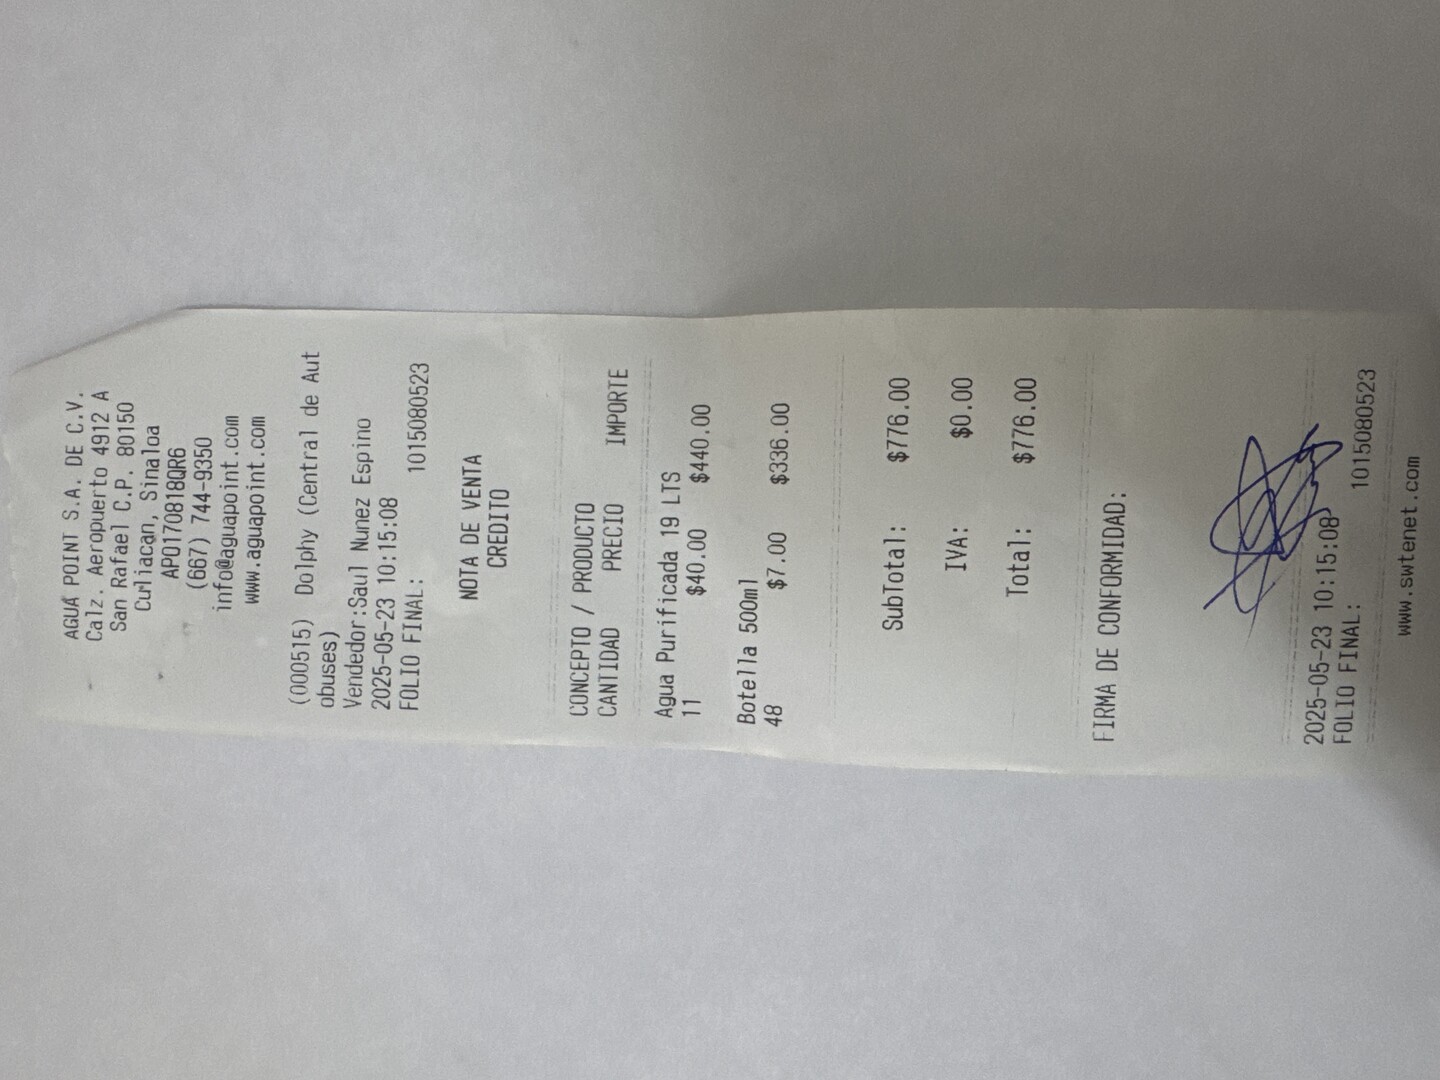 AGUA POINT S.A. DE C.V.
Calz. Aeropuerto 4912 A
San Rafael C.P. 80150
Culiacan, Sinaloa
APO170818QR6
(667) 744-9350
info@aguapoint.com
www.aguapoint.com
(000515) Dolphy (Central de Aut
obuses)
Vendedor:Saul Nunez Espino
2025-05-23 10:15:08
FOLIO FINAL: 1015080523
NOTA DE VENTA
CREDITO
CONCEPTO / PRODUCTO
CANTIDAD PRECIO IMPORTE
Agua Purificada 19 LTS
11 $40.00 $440.00
Botella 500ml
48 $7.00 $336.00
SubTotal: $776.00
IVA: $0.00
Total: $776.00
FIRMA DE CONFORMIDAD:
2025-05-23 10:15:08
FOLIO FINAL: 1015080523
www.swtenet.com